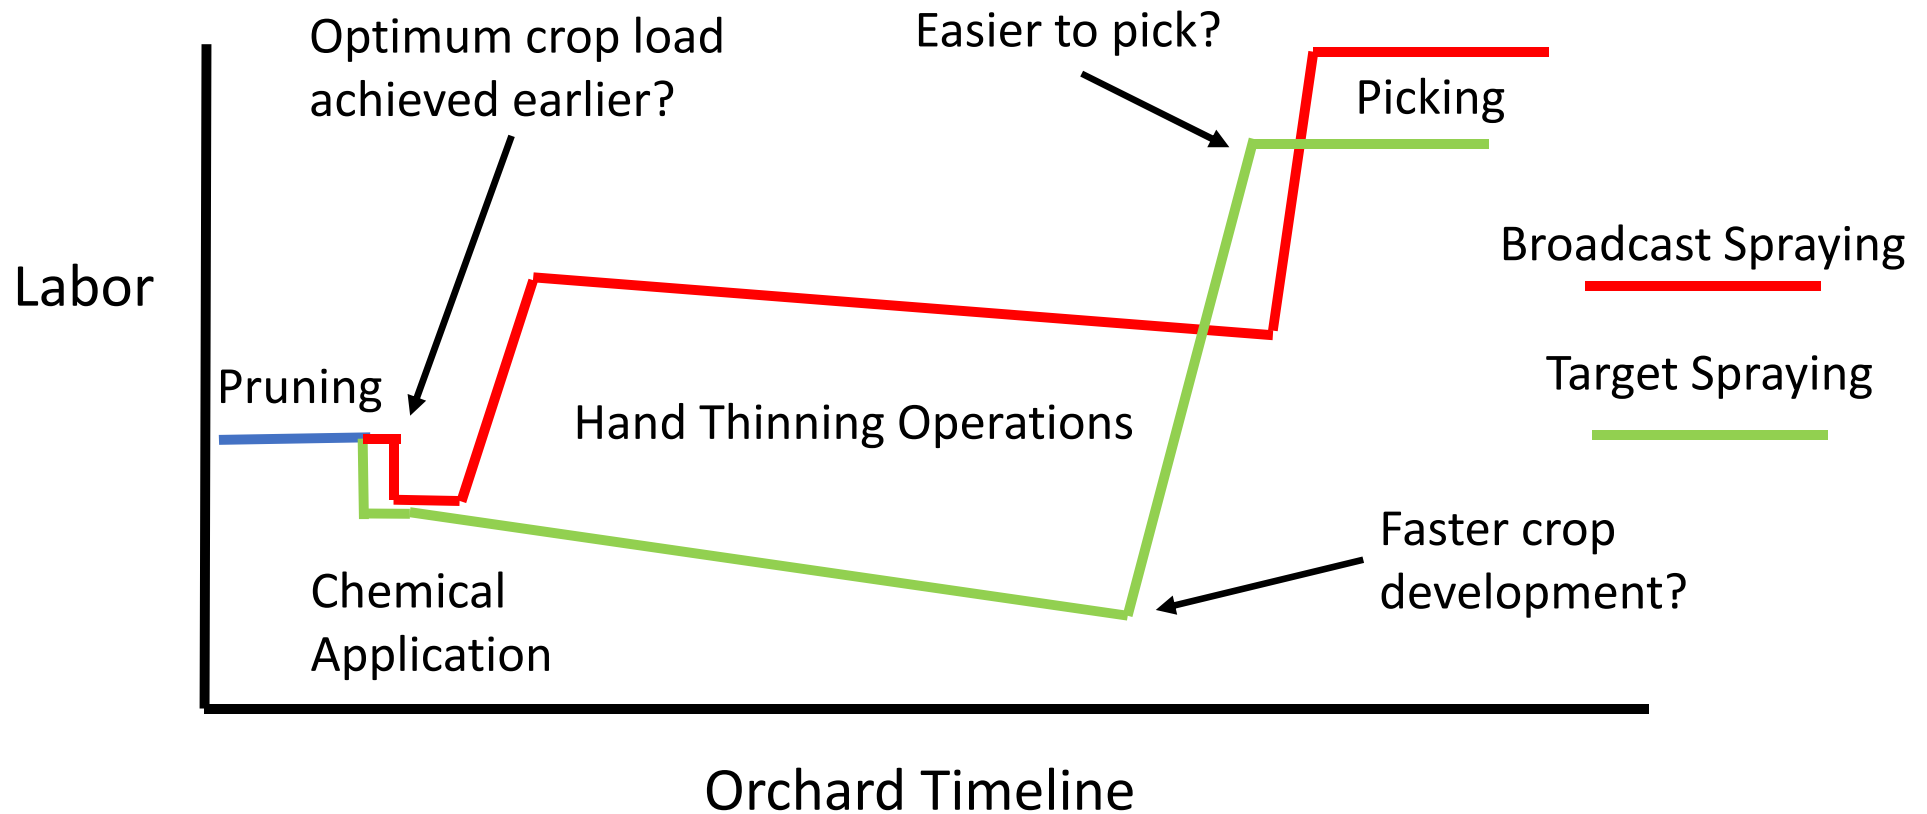 Optimum crop load
achieved earlier?
Easier to pick?
Picking
Labor
Broadcast Spraying
Pruning
Target Spraying
Hand Thinning Operations
Faster crop
development?
Chemical
Application
Orchard Timeline